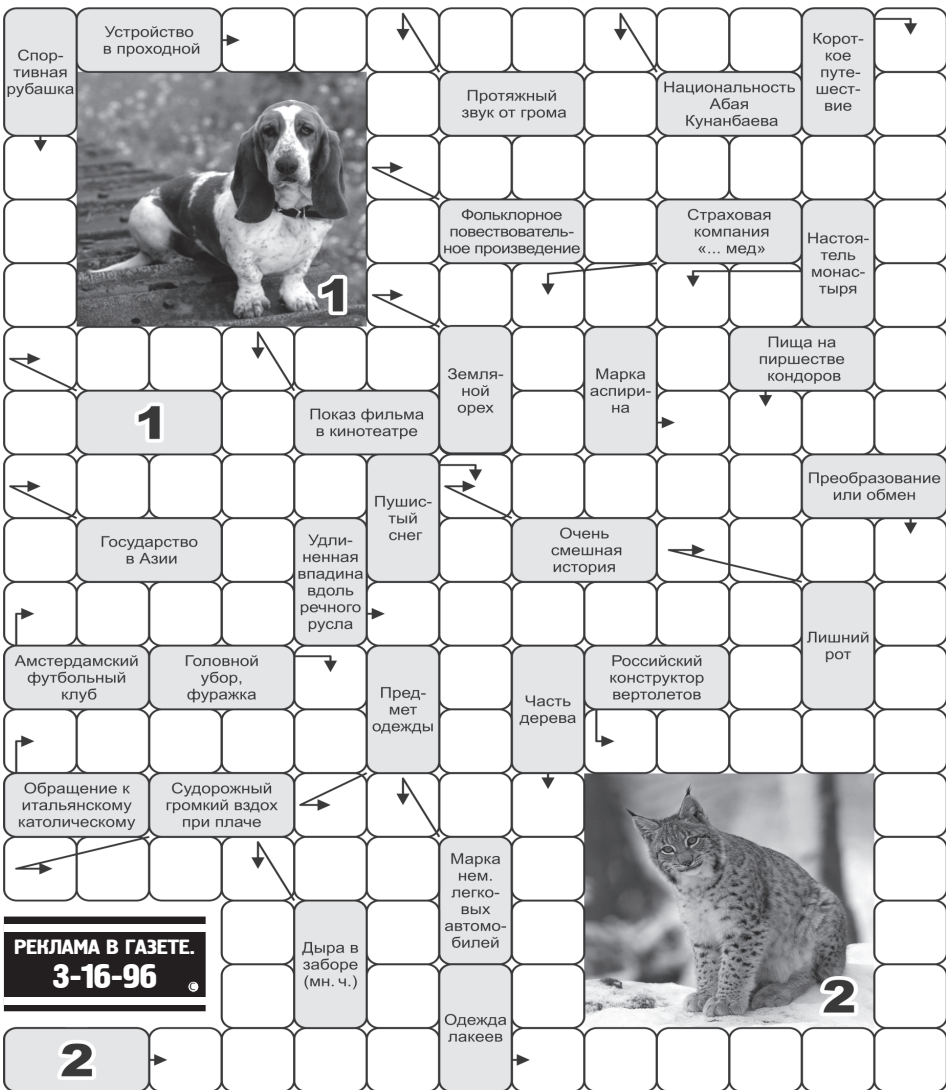 Спор-
тивная
рубашка
Устройство
в проходной
Корот-
кое
путе-
шест-
вие
Протяжный
звук от грома
Национальность
Абая
Кунанбаева
1
Фольклорное
повествователь-
ное произведение
Страховая
компания
«... мед»
Настоя-
тель
монас-
тыря
Земля-
ной
орех
Марка
аспири-
на
Пища на
пиршестве
кондоров
1
Показ фильма
в кинотеатре
Пушис-
тый
снег
Преобразование
или обмен
Государство
в Азии
Удли-
ненная
впадина
вдоль
речного
русла
Очень
смешная
история
Лишний
рот
Амстердамский
футбольный
клуб
Головной
убор,
фуражка
Пред-
мет
одежды
Часть
дерева
Российский
конструктор
вертолетов
Обращение к
итальянскому
католическому
Судорожный
громкий вздох
при плаче
Марка
нем.
легко-
вых
автомо-
билей
РЕКЛАМА В ГАЗЕТЕ.
3-16-96
©
Дыра в
заборе
(мн. ч.)
2
Одежда
лакеев
2